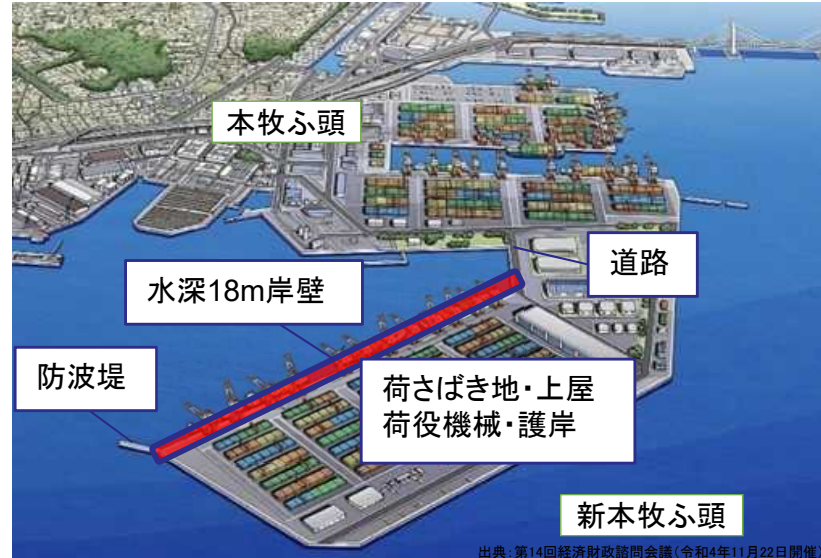 本牧ふ頭
道路
水深18m岸壁
防波堤
荷さばき地・上屋
荷役機械・護岸
新本牧ふ頭
出典：第14回経済財政諮問会議（令和4年11月22日開催）